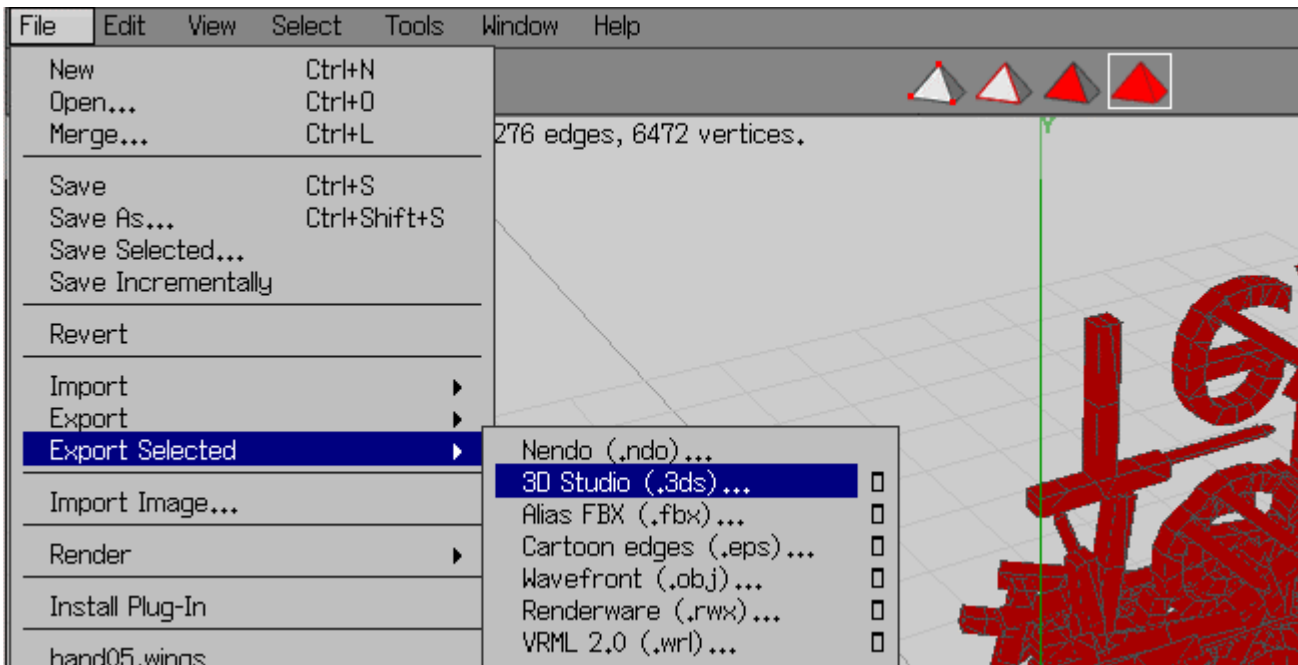 File Edit View Select Tools Window Help
New Ctrl+N
Open... Ctrl+O
Merge... Ctrl+L
276 edges, 6472 vertices.
Y
Save Ctrl+S
Save As... Ctrl+Shift+S
Save Selected...
Save Incrementally
Revert
Import
Export
Export Selected
Nendo (.ndo)...
3D Studio (.3ds)...
Alias FBX (.fbx)...
Cartoon edges (.eps)...
Wavefront (.obj)...
Renderware (.rwx)...
VRML 2.0 (.wrl)...
Import Image...
Render
Install Plug-In
hand05.wings